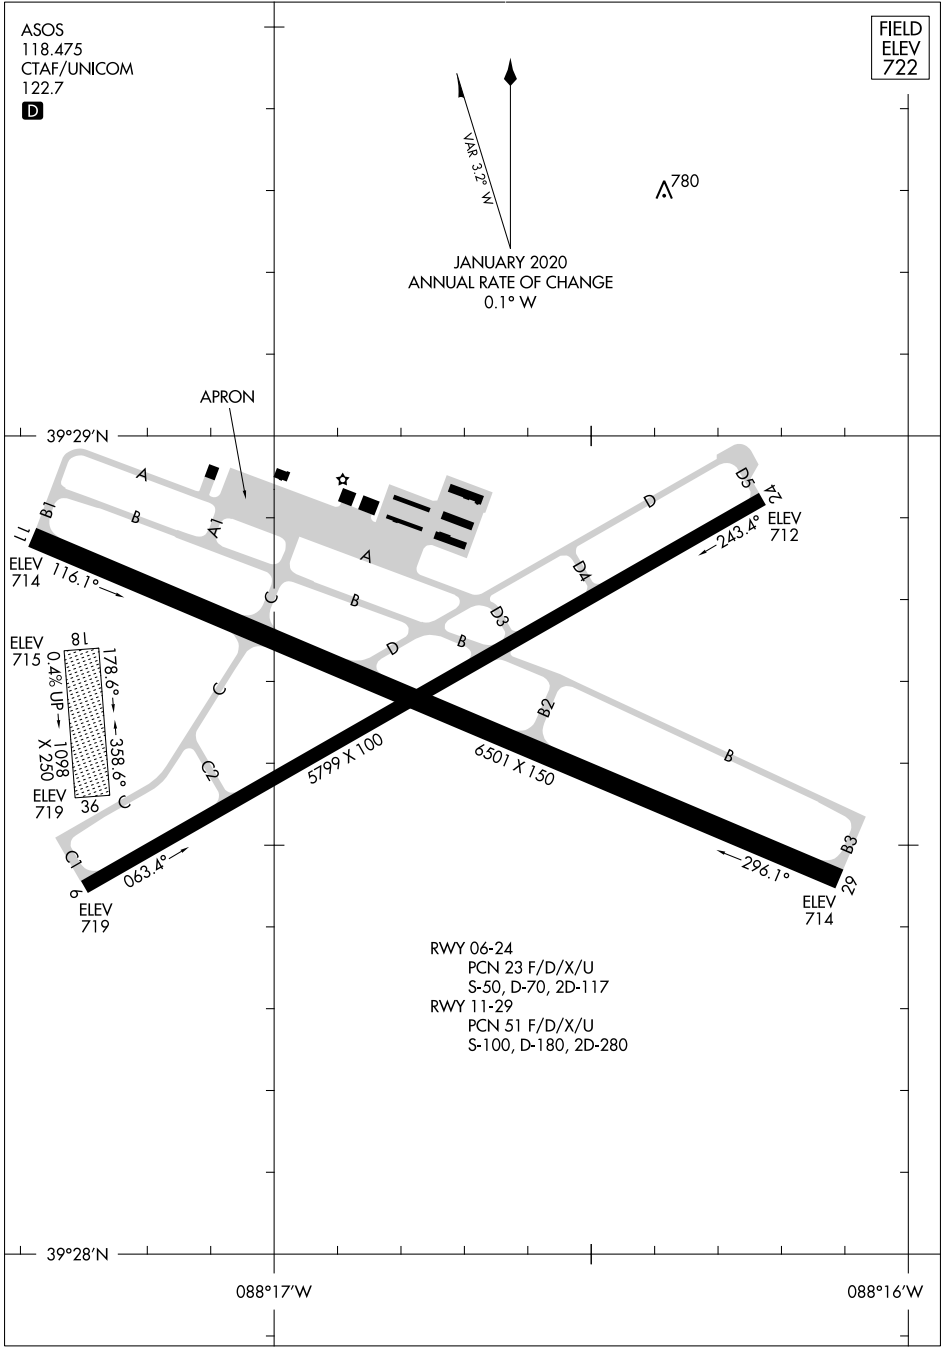 ASOS
118.475
CTAF/UNICOM
122.7
D
FIELD
ELEV
722
VAR 3.2° W
780
JANUARY 2020
ANNUAL RATE OF CHANGE
0.1° W
APRON
39°29'N
A
B1
B
A1
11
ELEV
714
116.1°
C
A
B
D
B
D3
D4
D
D5
24
ELEV
712
243.4°
ELEV
715
18
178.6°
0.4% UP
358.6°
1098
X 250
ELEV
719
36
C
C2
C
C1
6
ELEV
719
063.4°
5799 X 100
6501 X 150
B2
B
B3
296.1°
29
ELEV
714
RWY 06-24
PCN 23 F/D/X/U
S-50, D-70, 2D-117
RWY 11-29
PCN 51 F/D/X/U
S-100, D-180, 2D-280
39°28'N
088°17'W
088°16'W